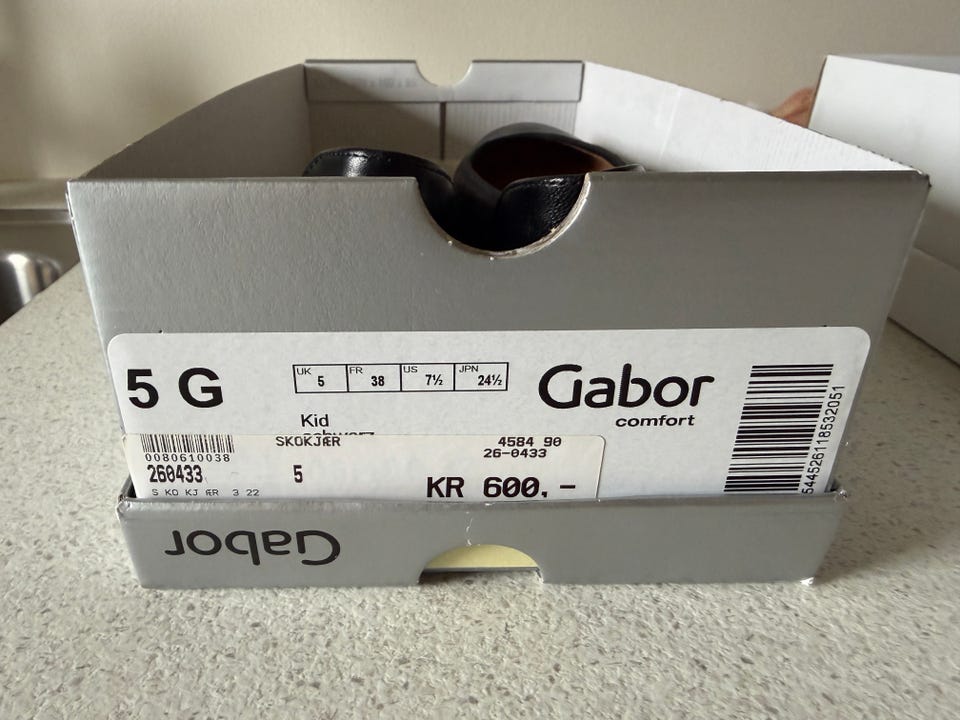 5 G
UK 5 FR 38 US 7½ JPN 24½
Gabor
comfort
Kid
schwarz
5445261185320 51
0080610038
SKOKJÆR
4584 90
26-0433
260433
5
S KO KJ ÆR 3 22
KR 600,-
Gabor